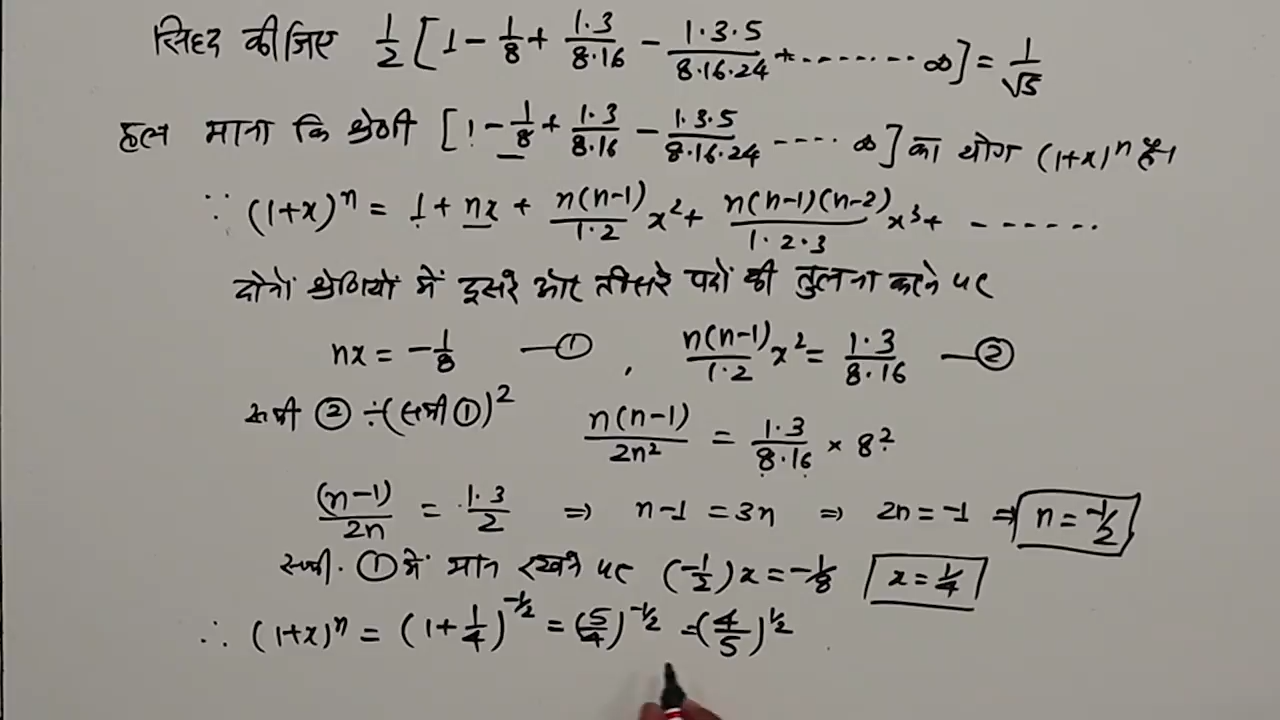 सिद्ध कीजिए 1/2 [1 - 1/8 + 1·3/8·16 - 1·3·5/8·16·24 + ....... ∞] = 1/√5
हल माना कि श्रेणी [1 - 1/8 + 1·3/8·16 - 1·3·5/8·16·24 ---- ∞] का योग (1+x)^n है।
∵ (1+x)^n = 1 + nx + n(n-1)/1·2 x² + n(n-1)(n-2)/1·2·3 x³ + ------
दोनो श्रेणियों में दूसरे और तीसरे पदों की तुलना करने पर
nx = -1/8 —① , n(n-1)/1·2 x² = 1·3/8·16 —②
समी ② ÷ (समी ①)² n(n-1)/2n² = 1·3/8·16 × 8²
(n-1)/2n = 1·3/2 ⇒ n-1 = 3n ⇒ 2n = -1 ⇒ n = -1/2
समी. ① में मान रखने पर (-1/2)x = -1/8 x = 1/4
∴ (1+x)^n = (1+1/4)^-1/2 = (5/4)^-1/2 = (4/5)^1/2